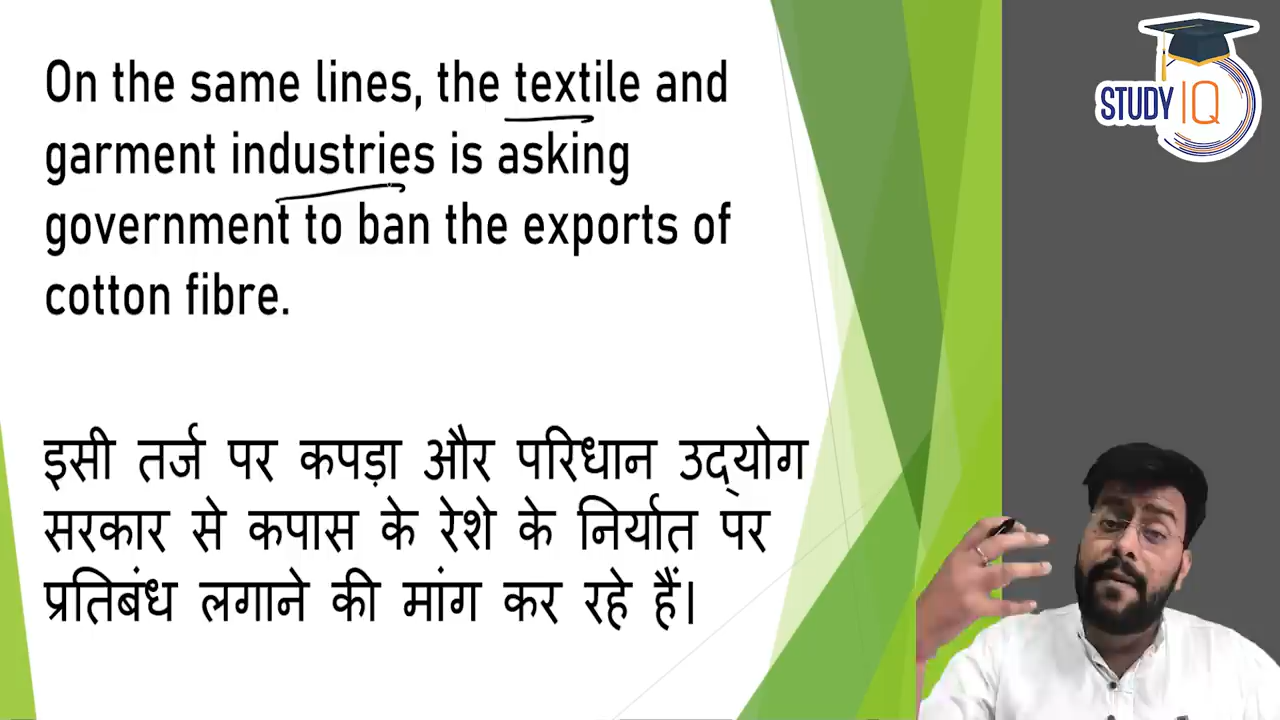 On the same lines, the textile and
garment industries is asking
government to ban the exports of
cotton fibre.
इसी तर्ज पर कपड़ा और परिधान उद्योग
सरकार से कपास के रेशे के निर्यात पर
प्रतिबंध लगाने की मांग कर रहे हैं।
STUDY IQ